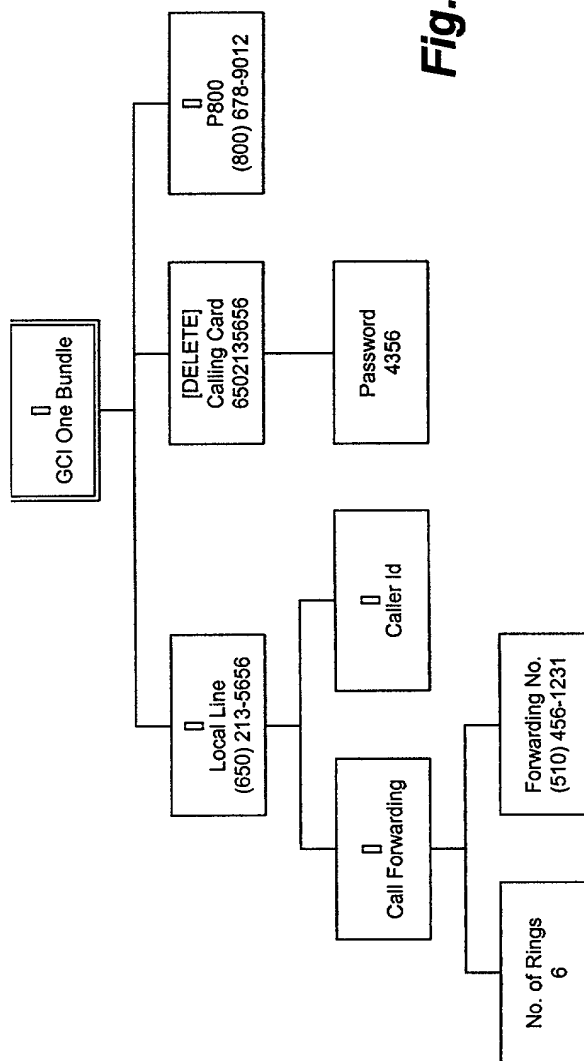 []
GCI One Bundle
[]
Local Line
(650) 213-5656
[DELETE]
Calling Card
6502135656
[]
P800
(800) 678-9012
[]
Call Forwarding
[]
Caller Id
Password
4356
No. of Rings
6
Forwarding No.
(510) 456-1231
Fig.